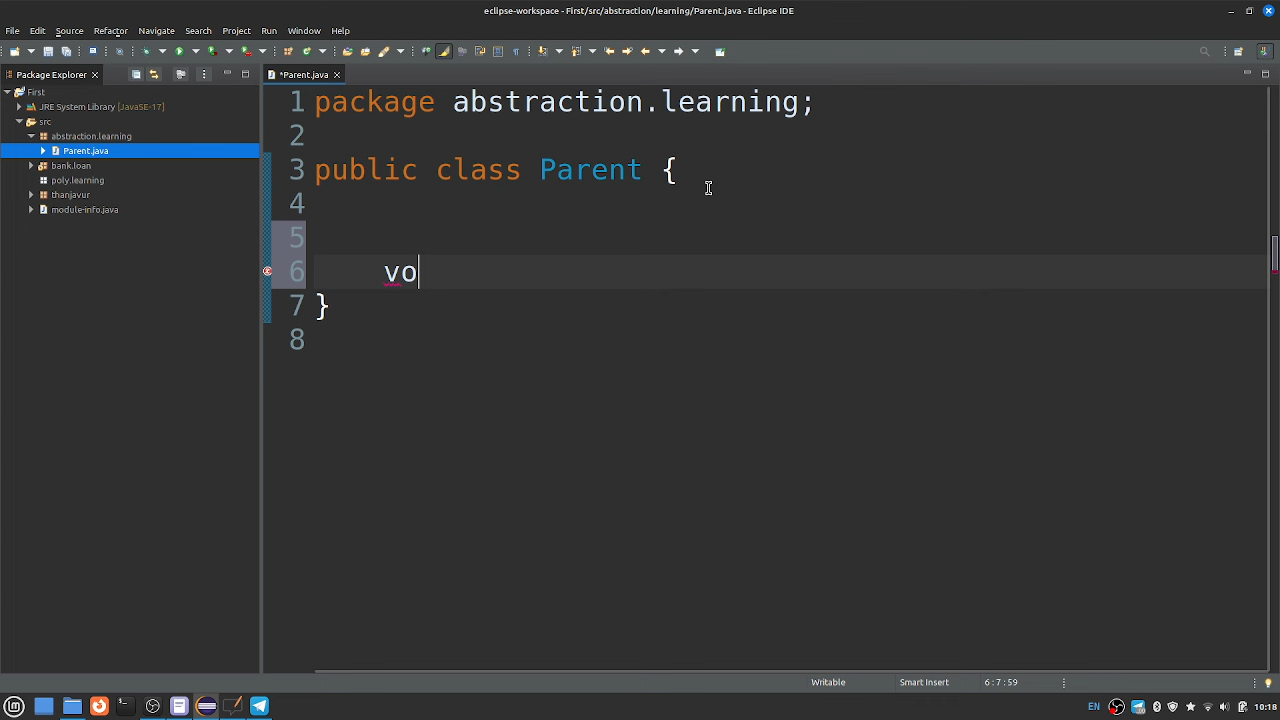 eclipse-workspace - First/src/abstraction/learning/Parent.java - Eclipse IDE
File Edit Source Refactor Navigate Search Project Run Window Help
Package Explorer
*Parent.java
First
JRE System Library [JavaSE-17]
src
abstraction.learning
Parent.java
bank.loan
poly.learning
thanjavur
module-info.java
1 package abstraction.learning;
2
3 public class Parent {
4
5
6 vo
7 }
8
Writable Smart Insert 6 : 7 : 59
EN 10:18